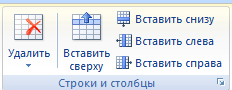 Удалить
Вставить сверху
Вставить снизу
Вставить слева
Вставить справа
Строки и столбцы